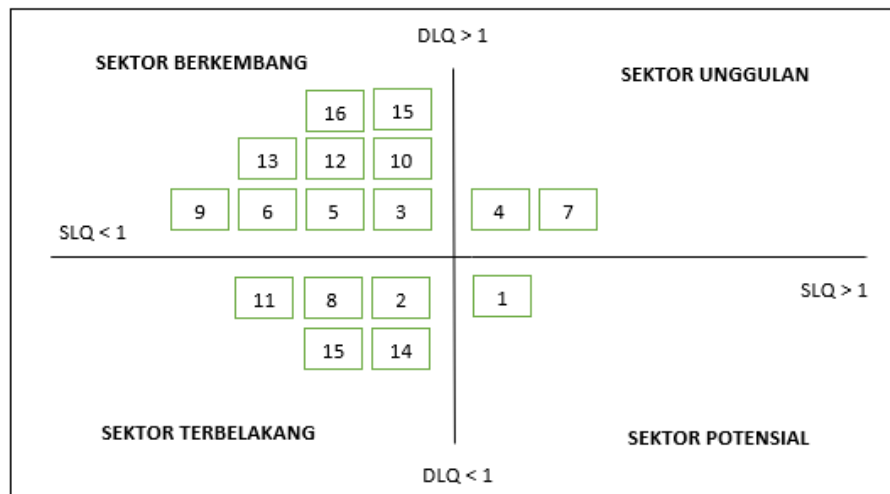 DLQ > 1
SEKTOR BERKEMBANG
SEKTOR UNGGULAN
16 15
13 12 10
9 6 5 3 4 7
SLQ < 1
11 8 2 1
SLQ > 1
15 14
SEKTOR TERBELAKANG
SEKTOR POTENSIAL
DLQ < 1